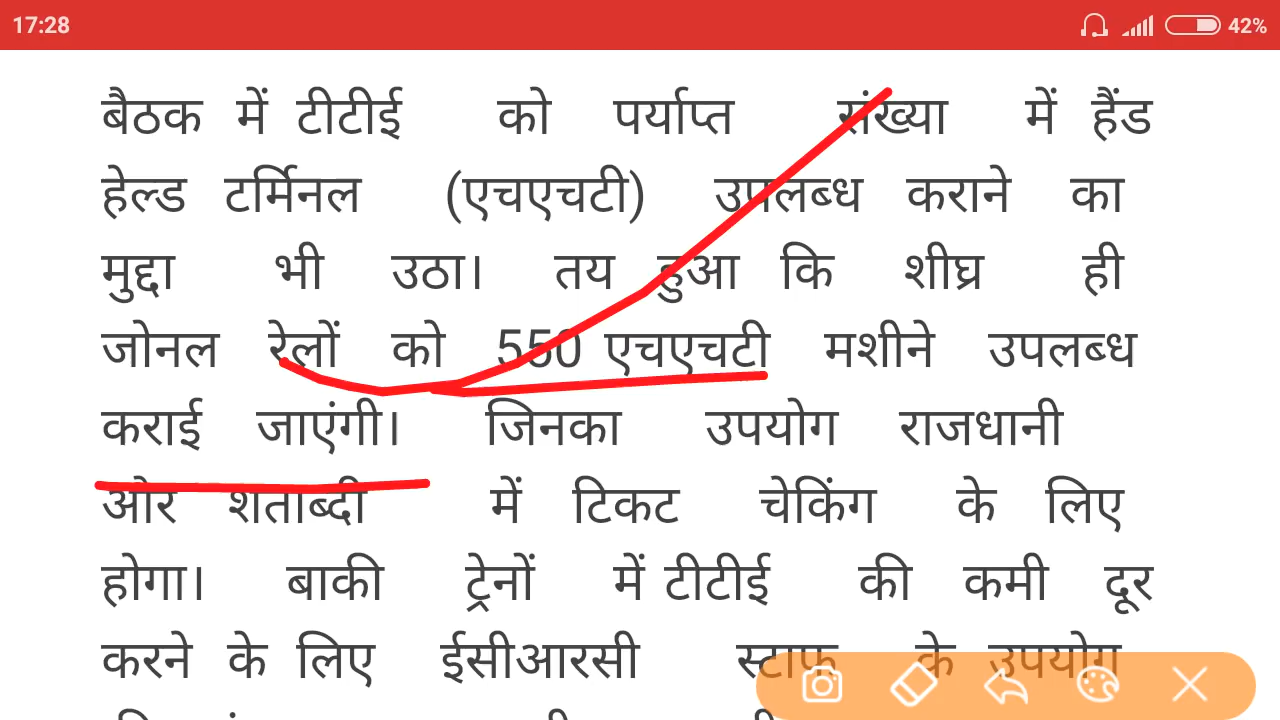 17:28 42%
बैठक में टीटीई को पर्याप्त संख्या में हैंड
हेल्ड टर्मिनल (एचएचटी) उपलब्ध कराने का
मुद्दा भी उठा। तय हुआ कि शीघ्र ही
जोनल रेलों को 550 एचएचटी मशीने उपलब्ध
कराई जाएंगी। जिनका उपयोग राजधानी
और शताब्दी में टिकट चेकिंग के लिए
होगा। बाकी ट्रेनों में टीटीई की कमी दूर
करने के लिए ईसीआरसी स्टाफ के उपयोग